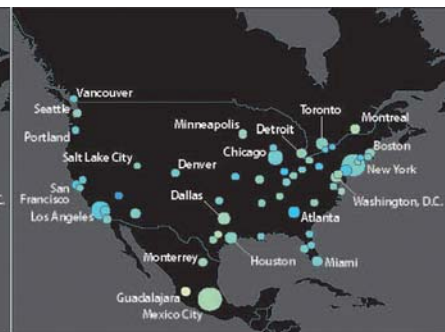 Vancouver
Seattle
Portland
Minneapolis
Toronto
Montreal
Detroit
Boston
Chicago
Salt Lake City
Denver
New York
C.
San
Francisco
Los Angeles
Dallas
Washington, D.C.
Atlanta
Monterrey
Houston
Miami
Guadalajara
Mexico City